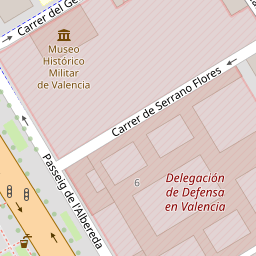 Carrer del Ge
Museo
Histórico
Militar
de Valencia
Carrer de Serrano Flores
Passeig de l'Albereda
6
Delegación
de Defensa
en Valencia